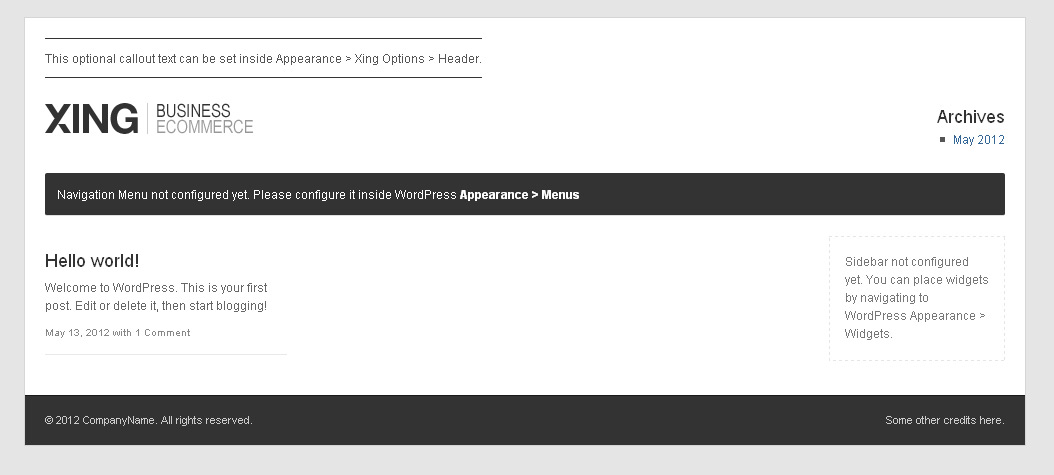 This optional callout text can be set inside Appearance > Xing Options > Header.
XING BUSINESS
ECOMMERCE
Archives
May 2012
Navigation Menu not configured yet. Please configure it inside WordPress Appearance > Menus
Hello world!
Welcome to WordPress. This is your first
post. Edit or delete it, then start blogging!
May 13, 2012 with 1 Comment
Sidebar not configured
yet. You can place widgets
by navigating to
WordPress Appearance >
Widgets.
© 2012 CompanyName. All rights reserved.
Some other credits here.